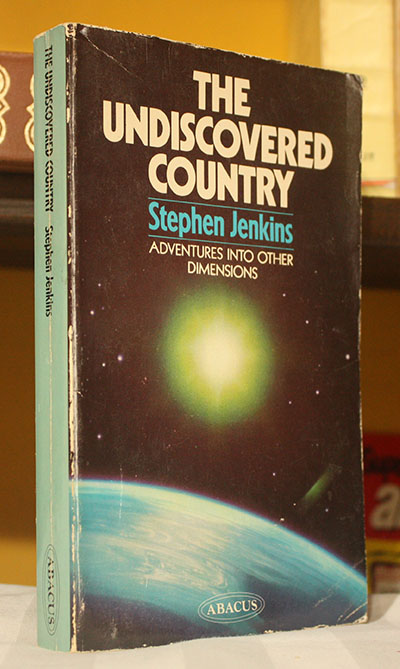 THE
UNDISCOVERED
COUNTRY
Stephen Jenkins
ADVENTURES INTO OTHER
DIMENSIONS
ABACUS
THE UNDISCOVERED COUNTRY Stephen Jenkins
ABACUS